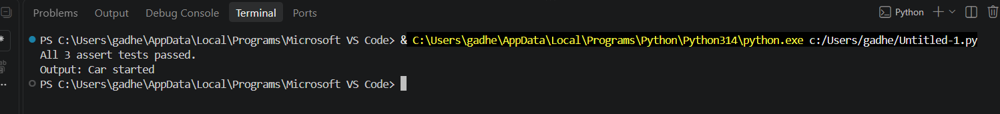 Problems Output Debug Console Terminal Ports Python
PS C:\Users\gadhe\AppData\Local\Programs\Microsoft VS Code> & C:\Users\gadhe\AppData\Local\Programs\Python\Python314\python.exe c:/Users/gadhe/Untitled-1.py
All 3 assert tests passed.
Output: Car started
PS C:\Users\gadhe\AppData\Local\Programs\Microsoft VS Code>